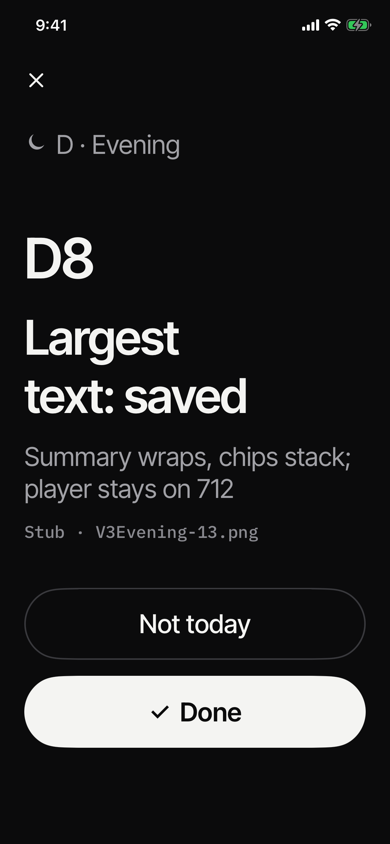 9:41
D · Evening
D8
Largest
text: saved
Summary wraps, chips stack;
player stays on 712
Stub · V3Evening-13.png
Not today
Done